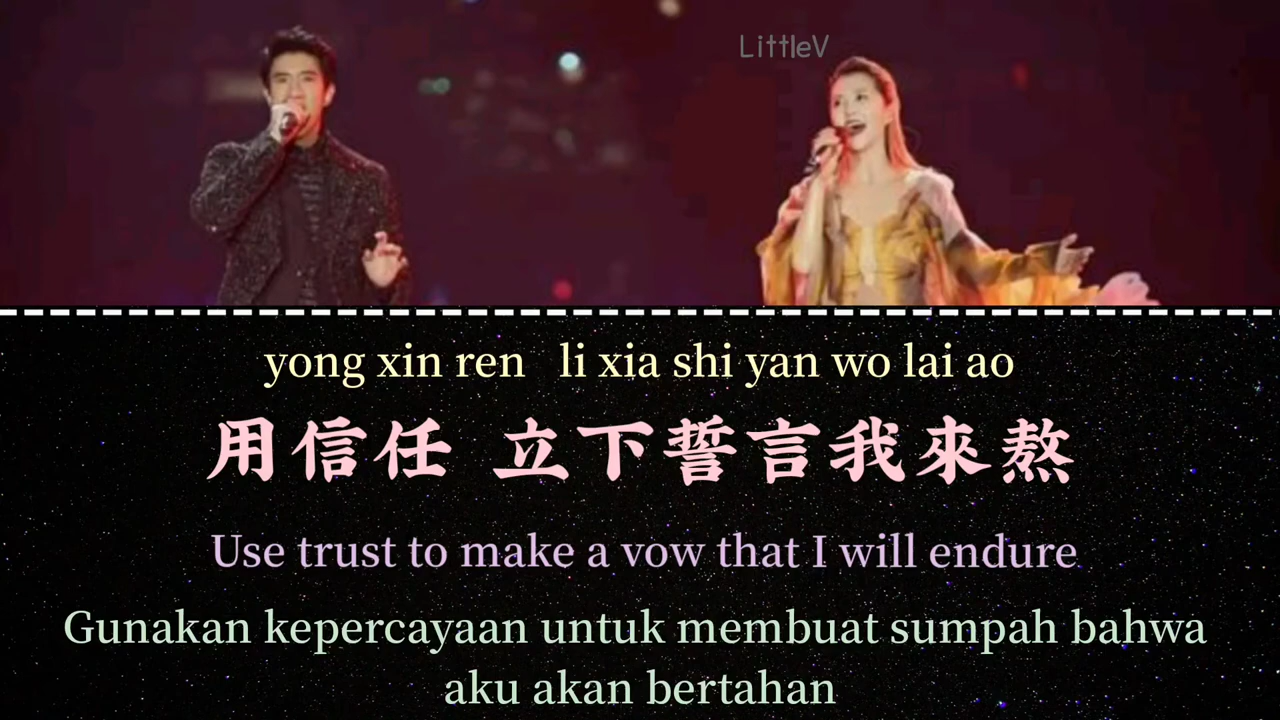 LittleV
yong xin ren li xia shi yan wo lai ao
用信任 立下誓言我來熬
Use trust to make a vow that I will endure
Gunakan kepercayaan untuk membuat sumpah bahwa
aku akan bertahan